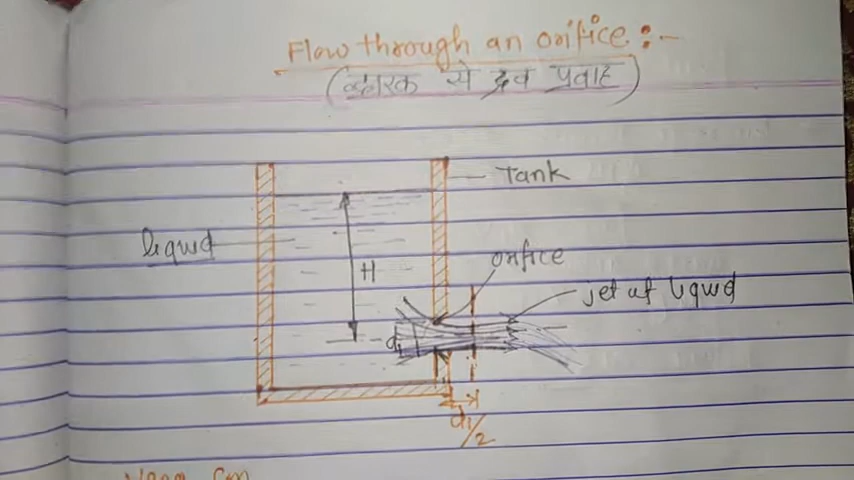 Flow through an orifice :-
(द्वारक से द्रव प्रवाह)
Tank
liquid
orifice
H
Jet of liquid
d₁
d₁/2